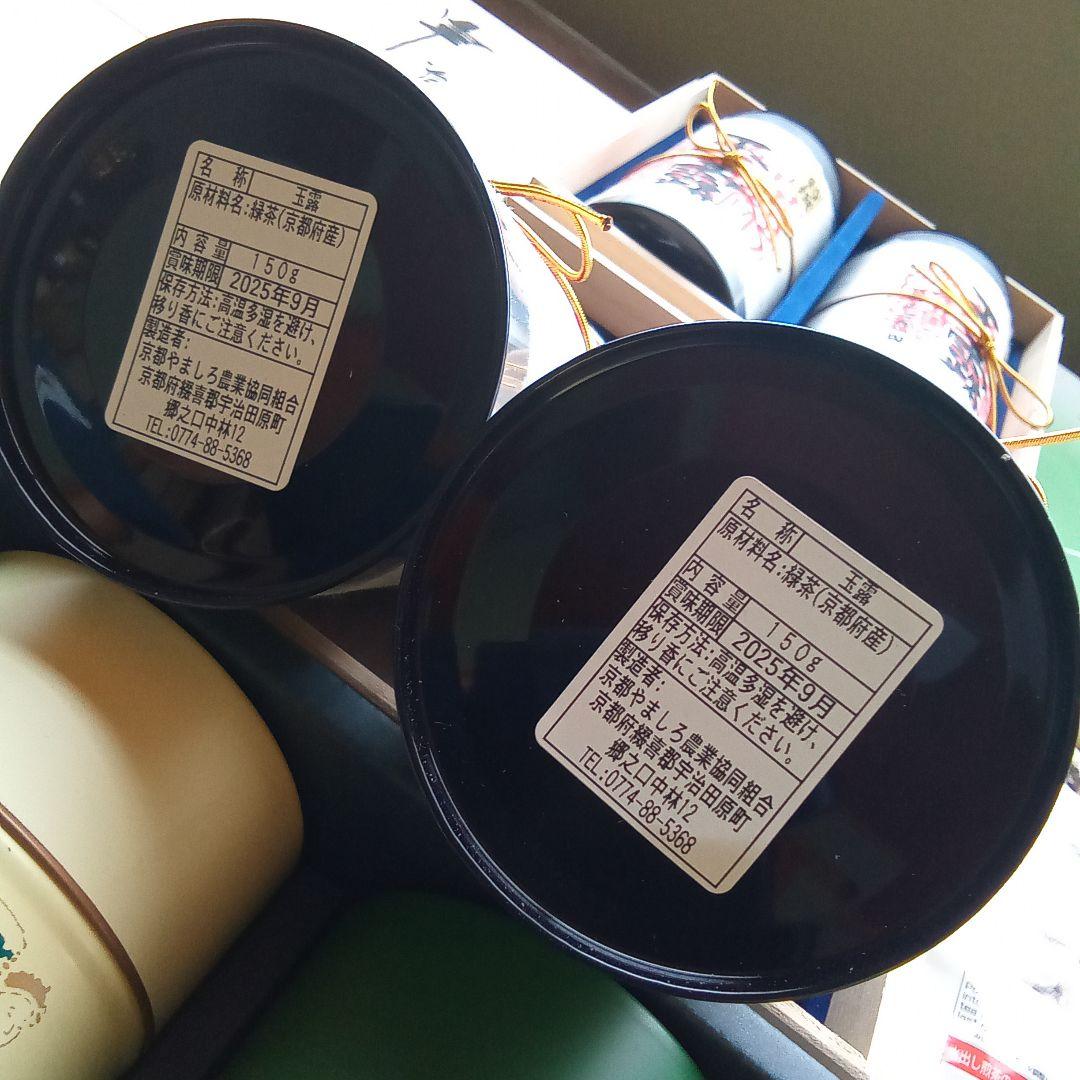 名 称 玉露
原材料名:緑茶(京都府産)
内容量 150g
賞味期限 2025年9月
保存方法:高温多湿を避け、
移り香にご注意ください。
製造者:
京都やましろ農業協同組合
京都府綴喜郡宇治田原町
郷之口中林12
TEL:0774-88-5368
名 称 玉露
原材料名:緑茶(京都府産)
内容量 150g
賞味期限 2025年9月
保存方法:高温多湿を避け、
移り香にご注意ください。
製造者:
京都やましろ農業協同組合
京都府綴喜郡宇治田原町
郷之口中林12
TEL:0774-88-5368